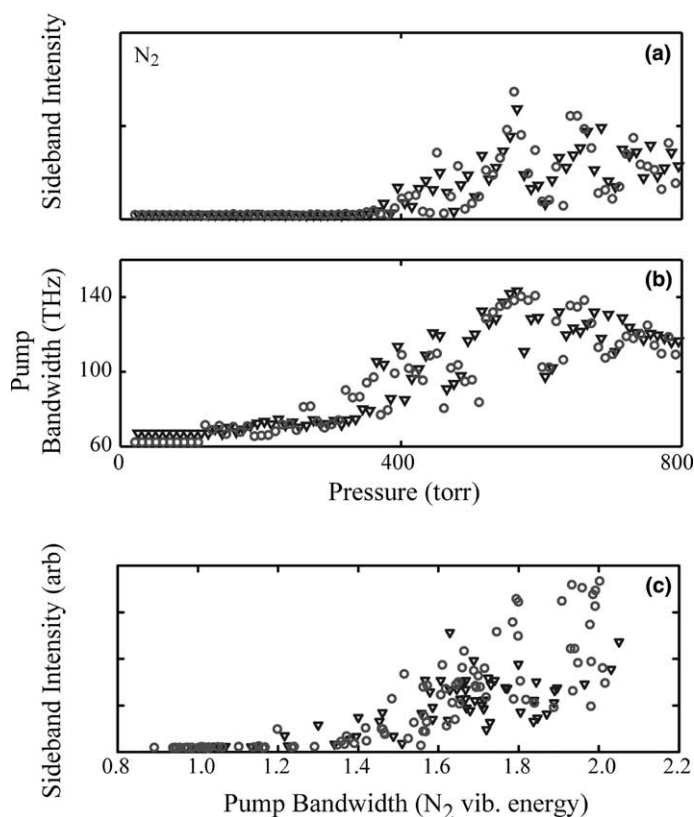 Sideband Intensity
N2
(a)
Pump
Bandwidth (THz)
140
100
60
(b)
0
400
800
Pressure (torr)
Sideband Intensity (arb)
(c)
0.8
1.0
1.2
1.4
1.6
1.8
2.0
2.2
Pump Bandwidth (N2 vib. energy)